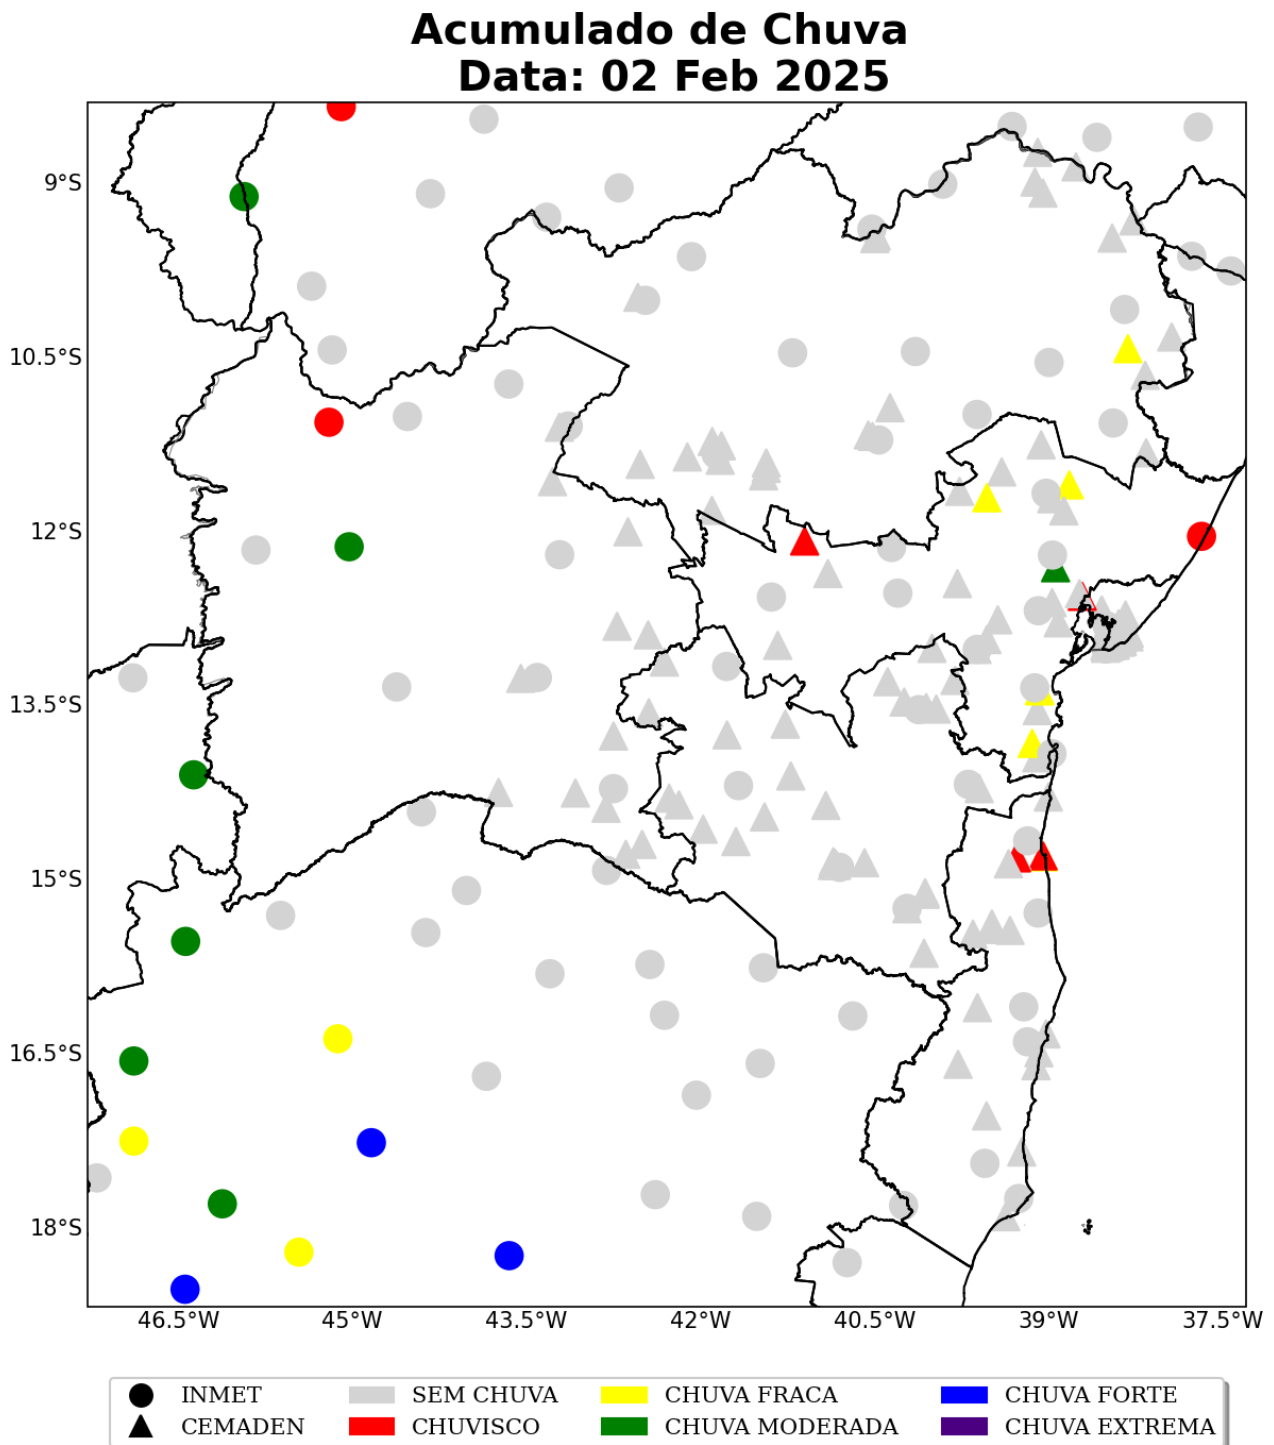 Acumulado de Chuva
Data: 02 Feb 2025
9°S
10.5°S
12°S
13.5°S
15°S
16.5°S
18°S
46.5°W 45°W 43.5°W 42°W 40.5°W 39°W 37.5°W
INMET SEM CHUVA CHUVA FRACA CHUVA FORTE
CEMADEN CHUVISCO CHUVA MODERADA CHUVA EXTREMA